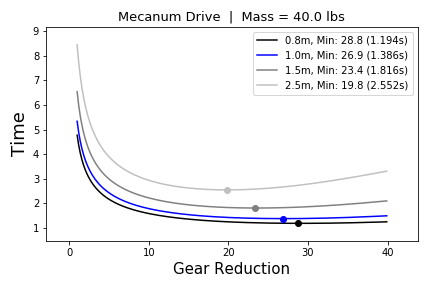 Mecanum Drive | Mass = 40.0 lbs
0.8m, Min: 28.8 (1.194s)
1.0m, Min: 26.9 (1.386s)
1.5m, Min: 23.4 (1.816s)
2.5m, Min: 19.8 (2.552s)
Time
9
8
7
6
5
4
3
2
1
0 10 20 30 40
Gear Reduction